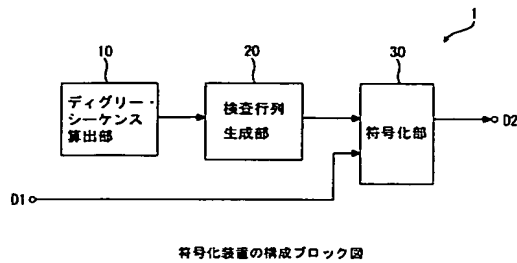 1
10
20
30
ディグリー・
シーケンス
算出部
検査行列
生成部
符号化部
D2
D1
符号化装置の構成ブロック図